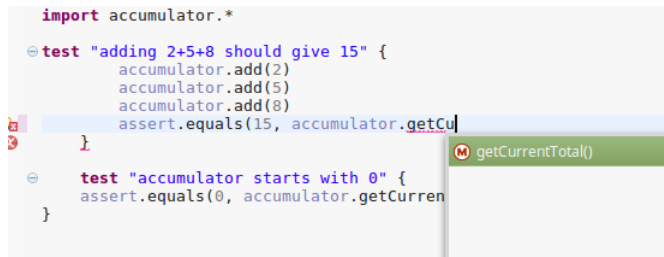 import accumulator.*
test "adding 2+5+8 should give 15" {
accumulator.add(2)
accumulator.add(5)
accumulator.add(8)
assert.equals(15, accumulator.getCu
}
getCurrentTotal()
test "accumulator starts with 0" {
assert.equals(0, accumulator.getCurren
}